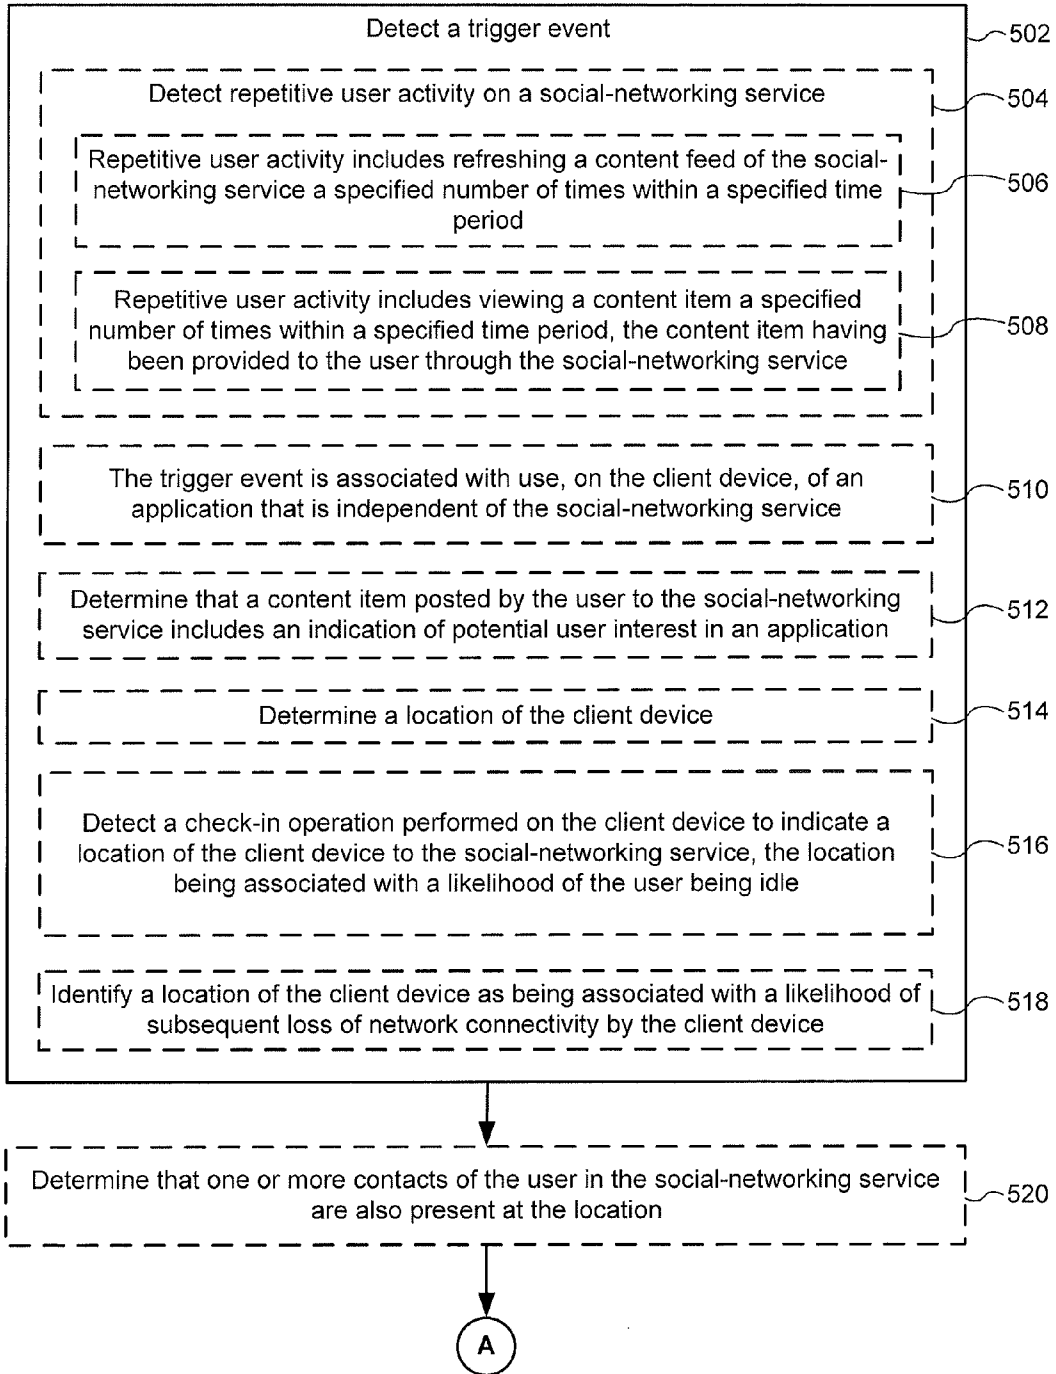 Detect a trigger event
502
Detect repetitive user activity on a social-networking service
504
Repetitive user activity includes refreshing a content feed of the social-
networking service a specified number of times within a specified time
period
506
Repetitive user activity includes viewing a content item a specified
number of times within a specified time period, the content item having
been provided to the user through the social-networking service
508
The trigger event is associated with use, on the client device, of an
application that is independent of the social-networking service
510
Determine that a content item posted by the user to the social-networking
service includes an indication of potential user interest in an application
512
Determine a location of the client device
514
Detect a check-in operation performed on the client device to indicate a
location of the client device to the social-networking service, the location
being associated with a likelihood of the user being idle
516
Identify a location of the client device as being associated with a likelihood of
subsequent loss of network connectivity by the client device
518
Determine that one or more contacts of the user in the social-networking service
are also present at the location
520
A